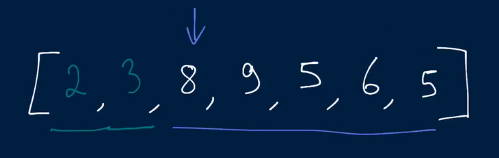 [2, 3, 8, 9, 5, 6, 5]